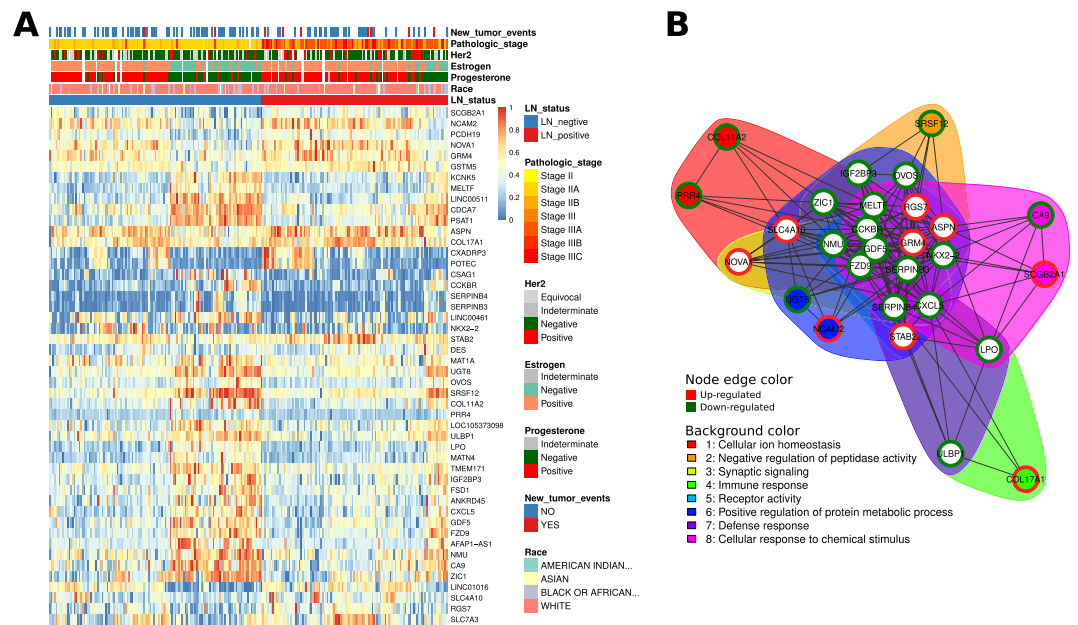 A
New_tumor_events
Pathologic_stage
Her2
Estrogen
Progesterone
Race
LN_status
SCGB2A1
NCAM2
PCDH19
NOVA1
GRM4
GSTM5
KCNK5
MELTF
LINC00511
CDCA7
PSAT1
ASPN
COL17A1
CXADRP3
POTEC
CSAG1
CCKBR
SERPINB4
SERPINB3
LINC00461
NKX2−2
STAB2
DES
MAT1A
UGT8
OVOS
SRSF12
COL11A2
PRR4
LOC105373098
ULBP1
LPO
MATN4
TMEM171
IGF2BP3
FSD1
ANKRD45
CXCL5
GDF5
FZD9
AFAP1−AS1
NMU
CA9
ZIC1
LINC01016
SLC4A10
RGS7
SLC7A3
1
0.8
0.6
0.4
0.2
0
LN_status
LN_negtive
LN_positive
Pathologic_stage
Stage II
Stage IIA
Stage IIB
Stage III
Stage IIIA
Stage IIIB
Stage IIIC
Her2
Equivocal
Indeterminate
Negative
Positive
Estrogen
Indeterminate
Negative
Positive
Progesterone
Indeterminate
Negative
Positive
New_tumor_events
NO
YES
Race
AMERICAN INDIAN...
ASIAN
BLACK OR AFRICAN...
WHITE
B
SRSF12
COL11A2
IGF2BP3
OVOS
PRR4
ZIC1
MELTF
RGS7
CA9
SLC4A10
CCKBR
ASPN
NMU
GDF5
GRM4
NKX2−2
NOVA1
FZD9
SERPINB3
SCGB2A1
UGT8
SERPINB4
CXCL5
NCAM2
STAB2
LPO
ULBP1
COL17A1
Node edge color
Up-regulated
Down-regulated
Background color
1: Cellular ion homeostasis
2: Negative regulation of peptidase activity
3: Synaptic signaling
4: Immune response
5: Receptor activity
6: Positive regulation of protein metabolic process
7: Defense response
8: Cellular response to chemical stimulus